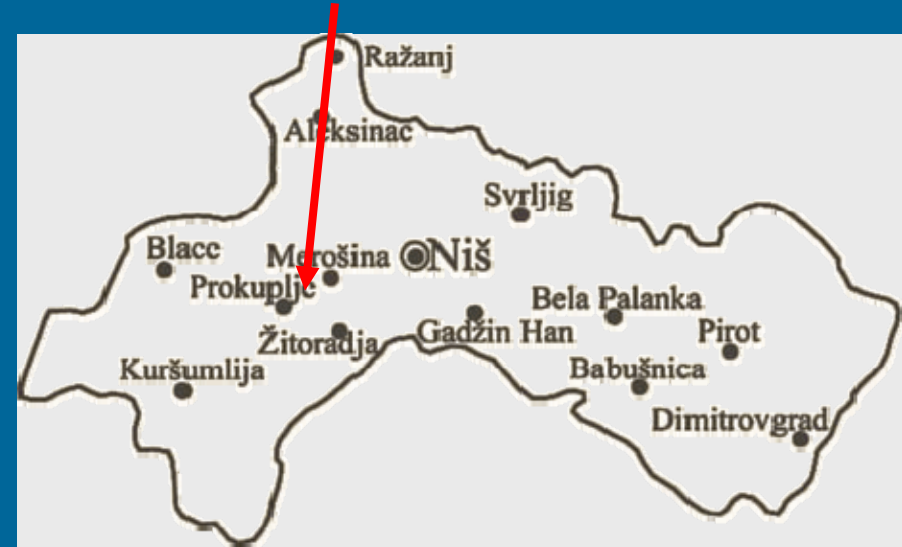 Ražanj
Aleksinac
Svrljig
Blace
Merošina
Niš
Prokuplje
Bela Palanka
Žitoradja
Gadžin Han
Pirot
Kuršumlija
Babušnica
Dimitrovgrad